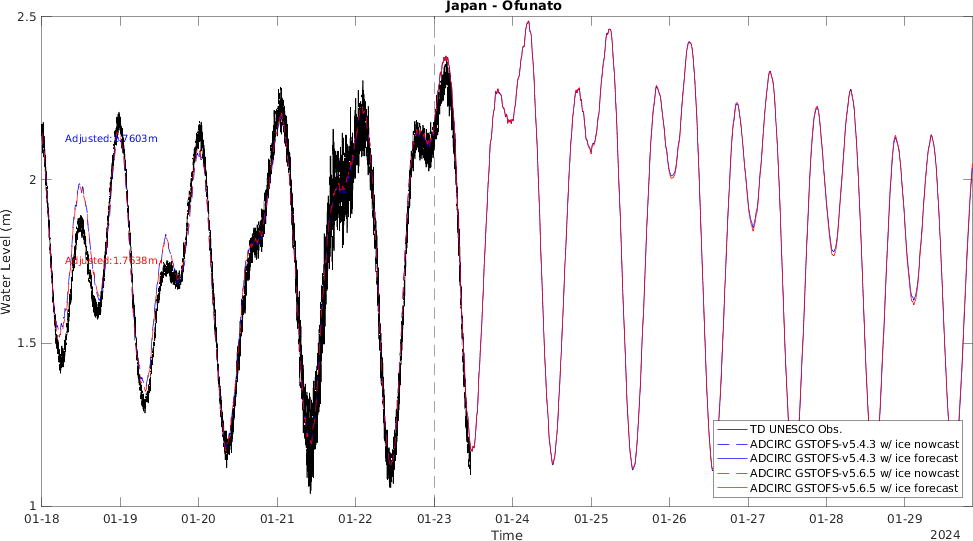 Japan - Ofunato
2.5
2
1.5
1
Water Level (m)
Adjusted:1.7603m
Adjusted:1.7638m
TD UNESCO Obs.
ADCIRC GSTOFS-v5.4.3 w/ ice nowcast
ADCIRC GSTOFS-v5.4.3 w/ ice forecast
ADCIRC GSTOFS-v5.6.5 w/ ice nowcast
ADCIRC GSTOFS-v5.6.5 w/ ice forecast
01-18 01-19 01-20 01-21 01-22 01-23 01-24 01-25 01-26 01-27 01-28 01-29
Time
2024